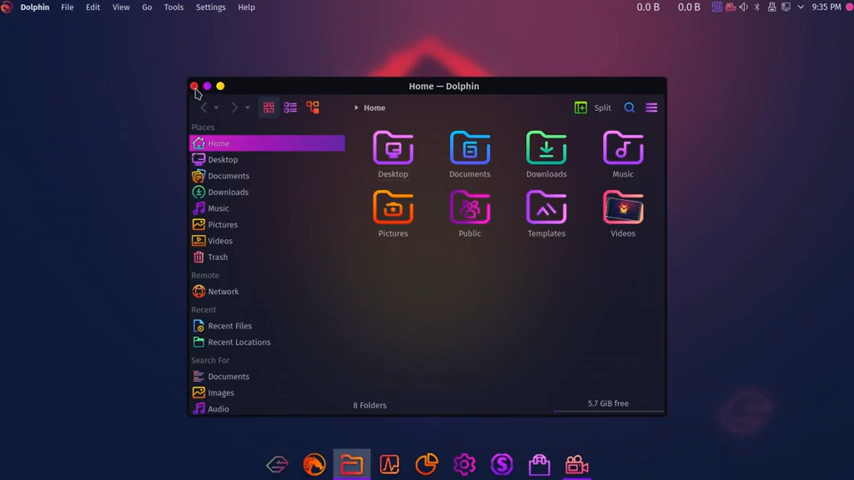 Dolphin File Edit View Go Tools Settings Help 0.0 B 0.0 B 9:35 PM
Home — Dolphin
Home Split
Places
Home
Desktop
Documents
Downloads
Music
Pictures
Videos
Trash
Remote
Network
Recent
Recent Files
Recent Locations
Search For
Documents
Images
Audio
Desktop Documents Downloads Music
Pictures Public Templates Videos
8 Folders 5.7 GiB free